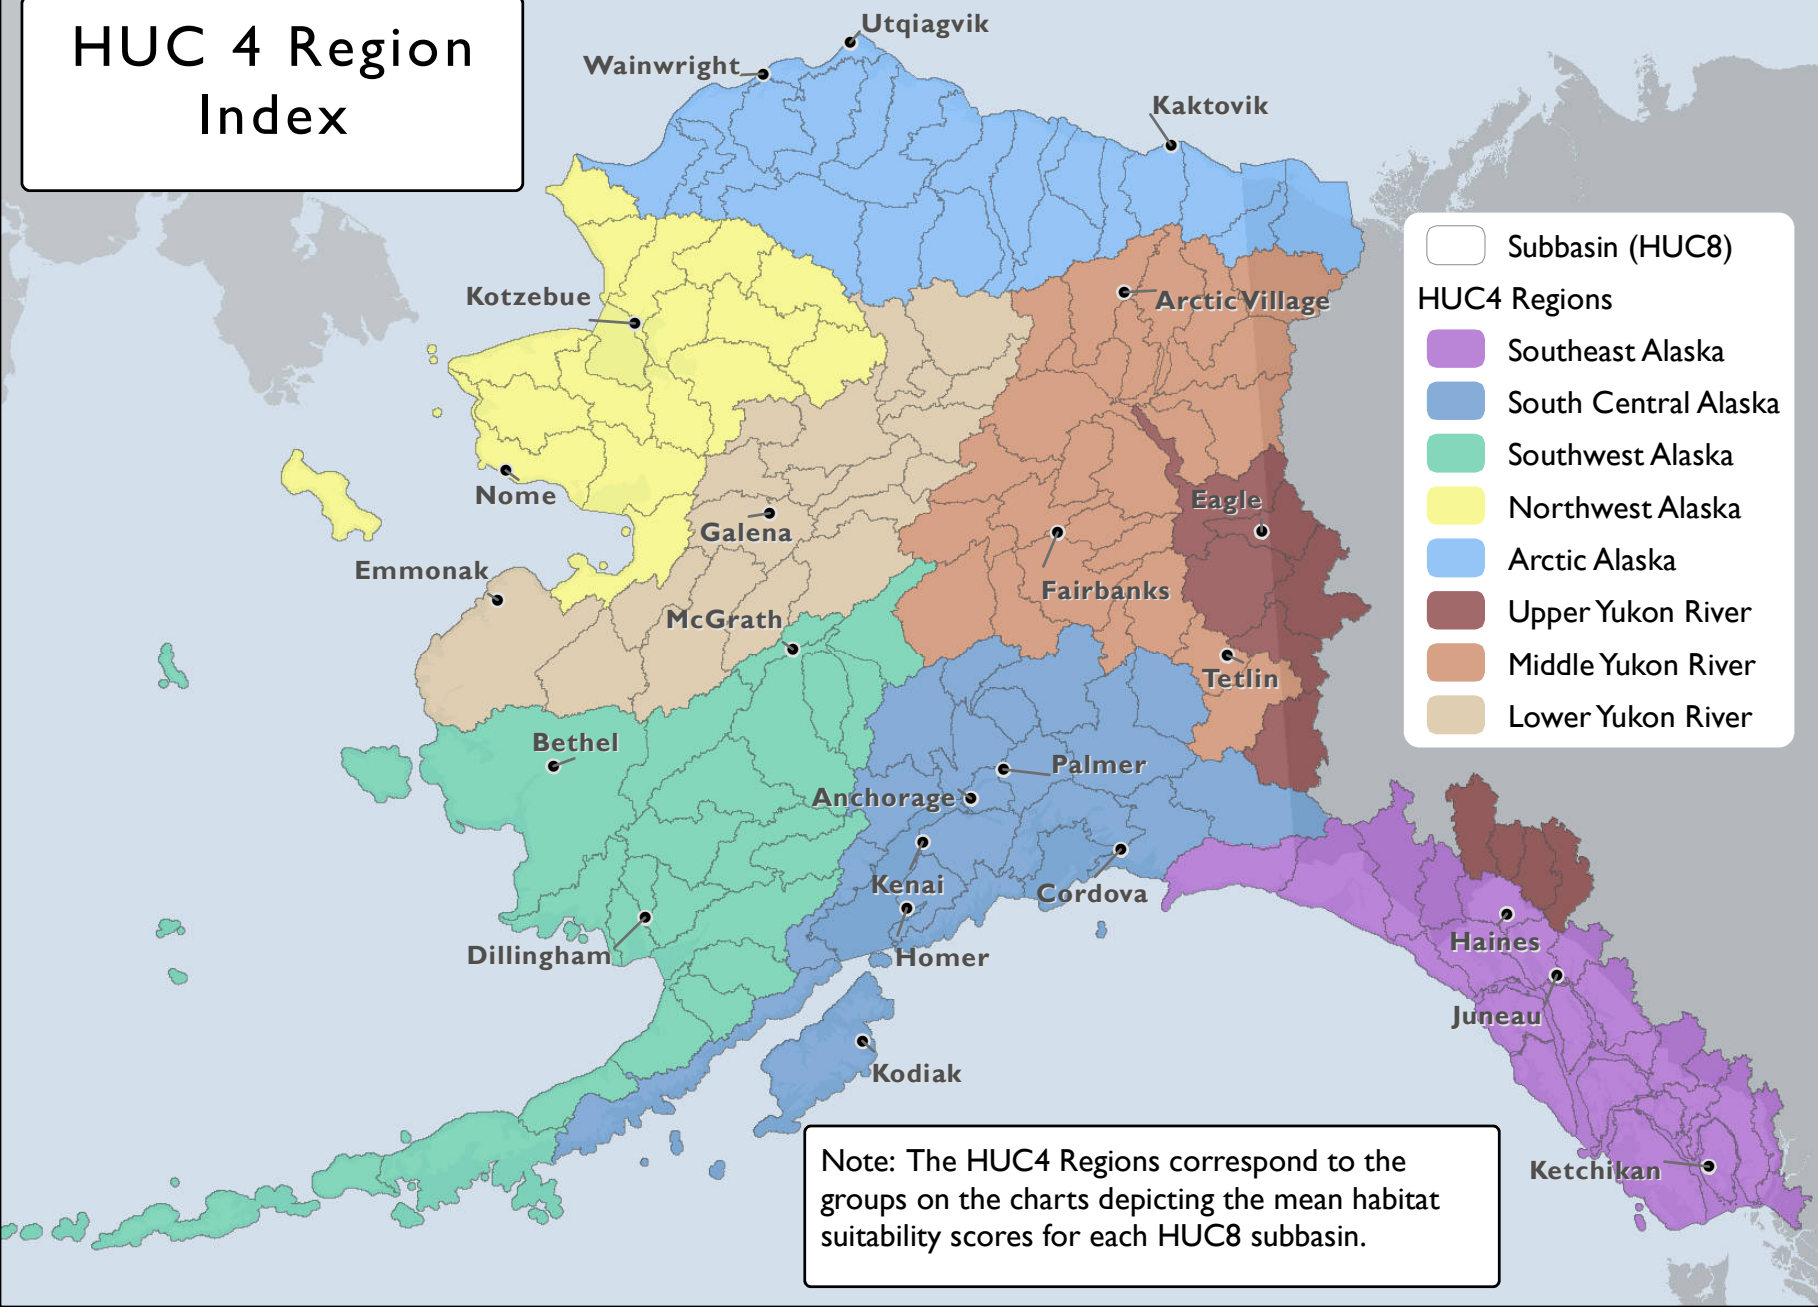 HUC 4 Region
Index
Utqiagvik
Wainwright
Kaktovik
Kotzebue
Arctic Village
Nome
Galena
Eagle
Emmonak
Fairbanks
McGrath
Tetlin
Bethel
Palmer
Anchorage
Kenai
Cordova
Dillingham
Homer
Haines
Juneau
Kodiak
Ketchikan
Subbasin (HUC8)
HUC4 Regions
Southeast Alaska
South Central Alaska
Southwest Alaska
Northwest Alaska
Arctic Alaska
Upper Yukon River
Middle Yukon River
Lower Yukon River
Note: The HUC4 Regions correspond to the
groups on the charts depicting the mean habitat
suitability scores for each HUC8 subbasin.